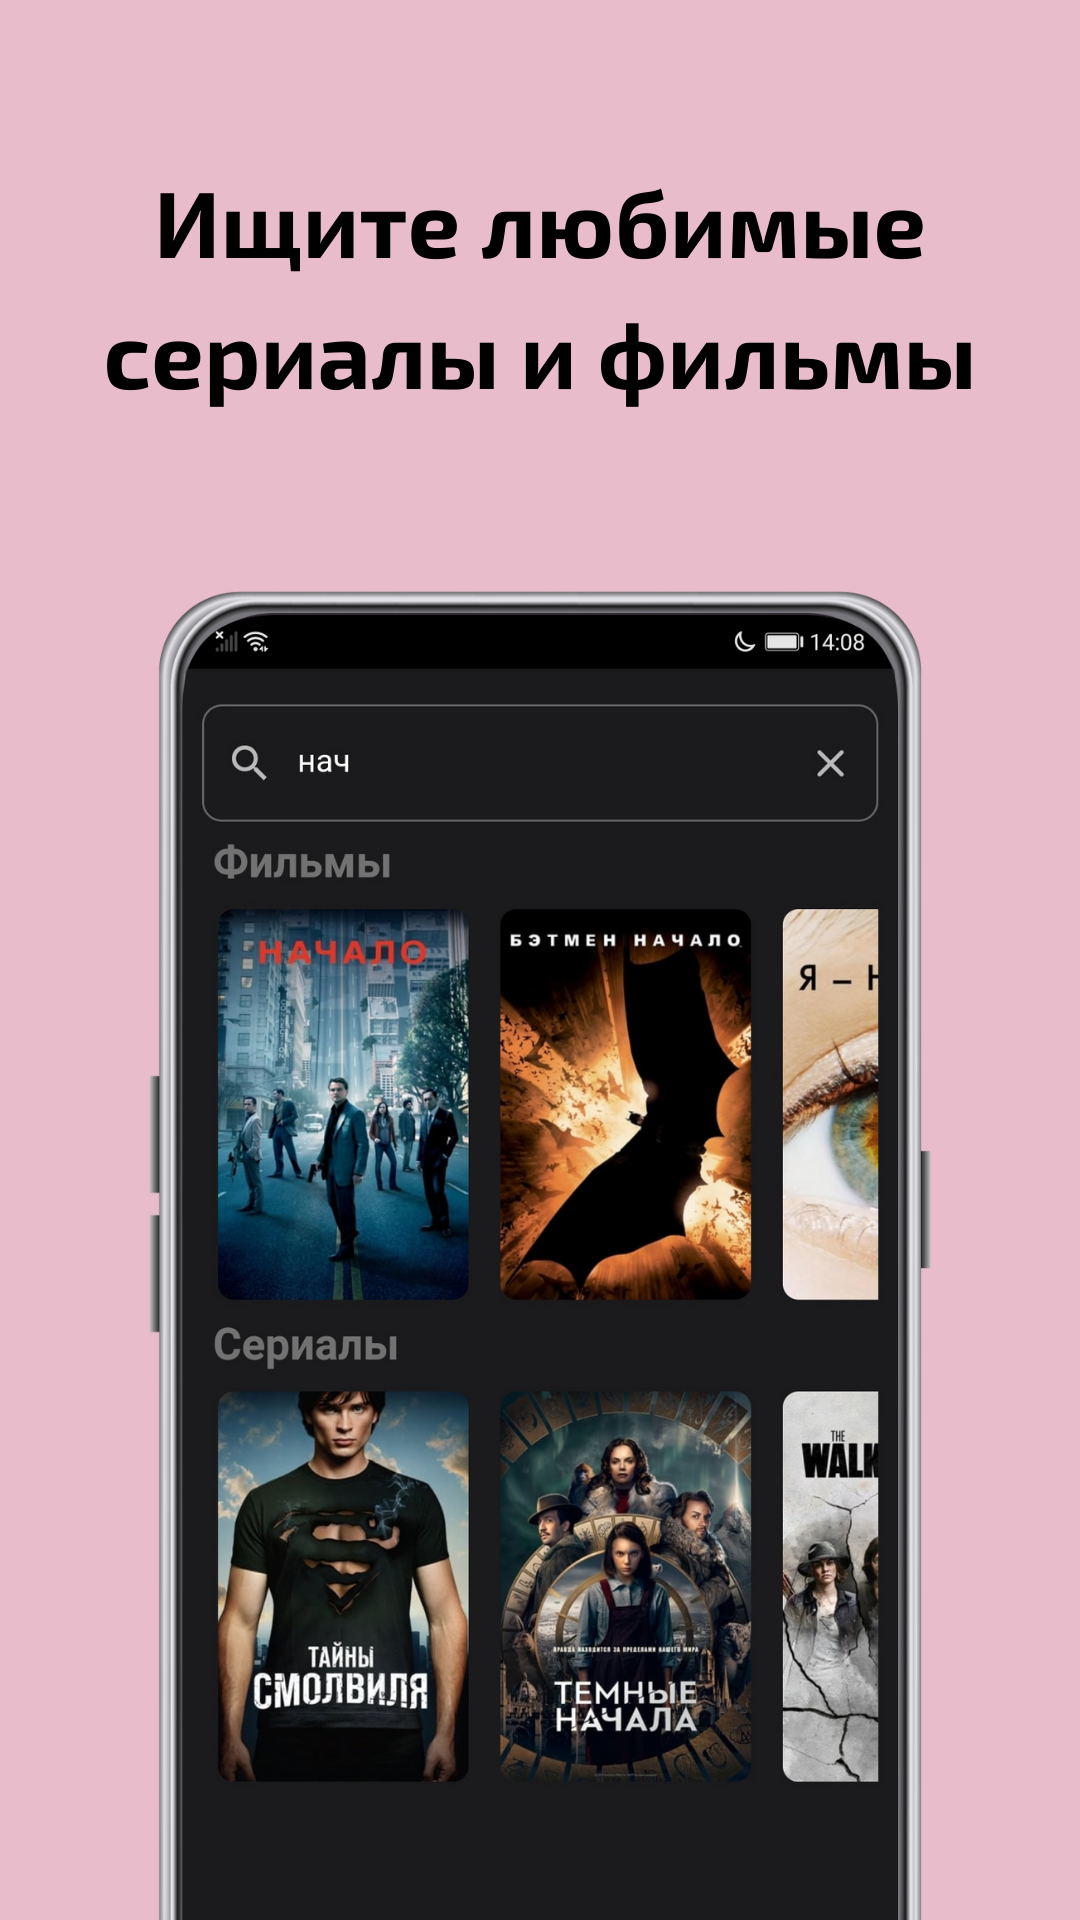 Ищите любимые
сериалы и фильмы
14:08
нач
Фильмы
НАЧАЛО
БЭТМЕН НАЧАЛО
Я – Н
Сериалы
ТАЙНЫ
СМОЛВИЛЯ
ПРАВДА НАХОДИТСЯ ЗА ПРЕДЕЛАМИ НАШЕГО МИРА
ТЕМНЫЕ
НАЧАЛА
THE
WALK